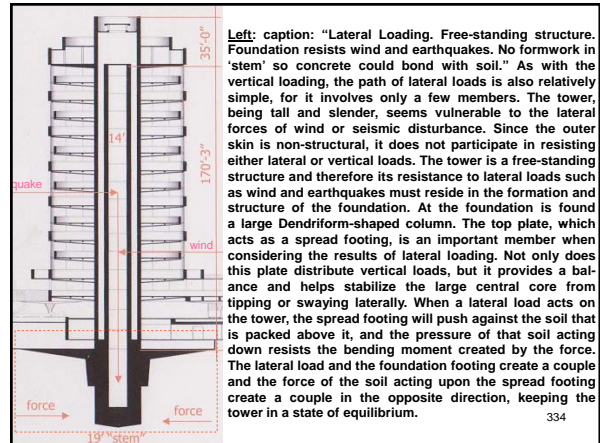 35'-0"
14'
170'-3"
quake
wind
force
force
19' "stem"
Left: caption: “Lateral Loading. Free-standing structure.
Foundation resists wind and earthquakes. No formwork in
‘stem’ so concrete could bond with soil.” As with the
vertical loading, the path of lateral loads is also relatively
simple, for it involves only a few members. The tower,
being tall and slender, seems vulnerable to the lateral
forces of wind or seismic disturbance. Since the outer
skin is non-structural, it does not participate in resisting
either lateral or vertical loads. The tower is a free-standing
structure and therefore its resistance to lateral loads such
as wind and earthquakes must reside in the formation and
structure of the foundation. At the foundation is found
a large Dendriform-shaped column. The top plate, which
acts as a spread footing, is an important member when
considering the results of lateral loading. Not only does
this plate distribute vertical loads, but it provides a bal-
ance and helps stabilize the large central core from
tipping or swaying laterally. When a lateral load acts on
the tower, the spread footing will push against the soil that
is packed above it, and the pressure of that soil acting
down resists the bending moment created by the force.
The lateral load and the foundation footing create a couple
and the force of the soil acting upon the spread footing
create a couple in the opposite direction, keeping the
tower in a state of equilibrium.
334